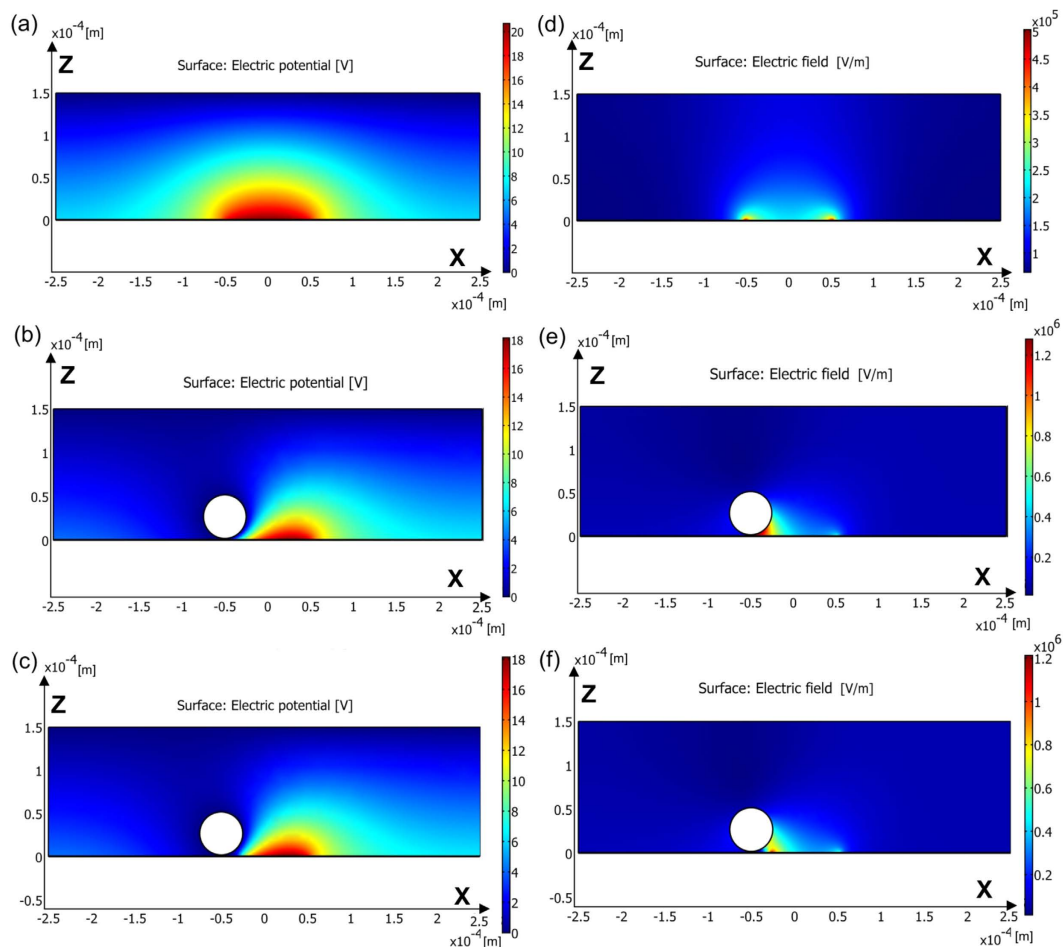 (a)
x10⁻⁴ [m]
Z
Surface: Electric potential [V]
1.5
1
0.5
0
20
18
16
14
12
10
8
6
4
2
0
X
-2.5 -2 -1.5 -1 -0.5 0 0.5 1 1.5 2 2.5
x10⁻⁴ [m]
(d)
x10⁻⁴ [m]
Z
Surface: Electric field [V/m]
1.5
1
0.5
0
x10⁵
5
4.5
4
3.5
3
2.5
2
1.5
1
X
-2.5 -2 -1.5 -1 -0.5 0 0.5 1 1.5 2 2.5
x10⁻⁴ [m]
(b)
x10⁻⁴ [m]
Z
Surface: Electric potential [V]
1.5
1
0.5
0
18
16
14
12
10
8
6
4
2
0
X
-2.5 -2 -1.5 -1 -0.5 0 0.5 1 1.5 2 2.5
x10⁻⁴ [m]
(e)
x10⁻⁴ [m]
Z
Surface: Electric field [V/m]
1.5
1
0.5
0
x10⁶
1.2
1
0.8
0.6
0.4
0.2
X
-2.5 -2 -1.5 -1 -0.5 0 0.5 1 1.5 2 2.5
x10⁻⁴ [m]
(c)
x10⁻⁴ [m]
Z
Surface: Electric potential [V]
1.5
1
0.5
0
-0.5
18
16
14
12
10
8
6
4
2
0
X
-2.5 -2 -1.5 -1 -0.5 0 0.5 1 1.5 2 2.5
x10⁻⁴ [m]
(f)
x10⁻⁴ [m]
Z
Surface: Electric field [V/m]
1.5
1
0.5
0
-0.5
x10⁶
1.2
1
0.8
0.6
0.4
0.2
X
-2.5 -2 -1.5 -1 -0.5 0 0.5 1 1.5 2 2.5
x10⁻⁴ [m]